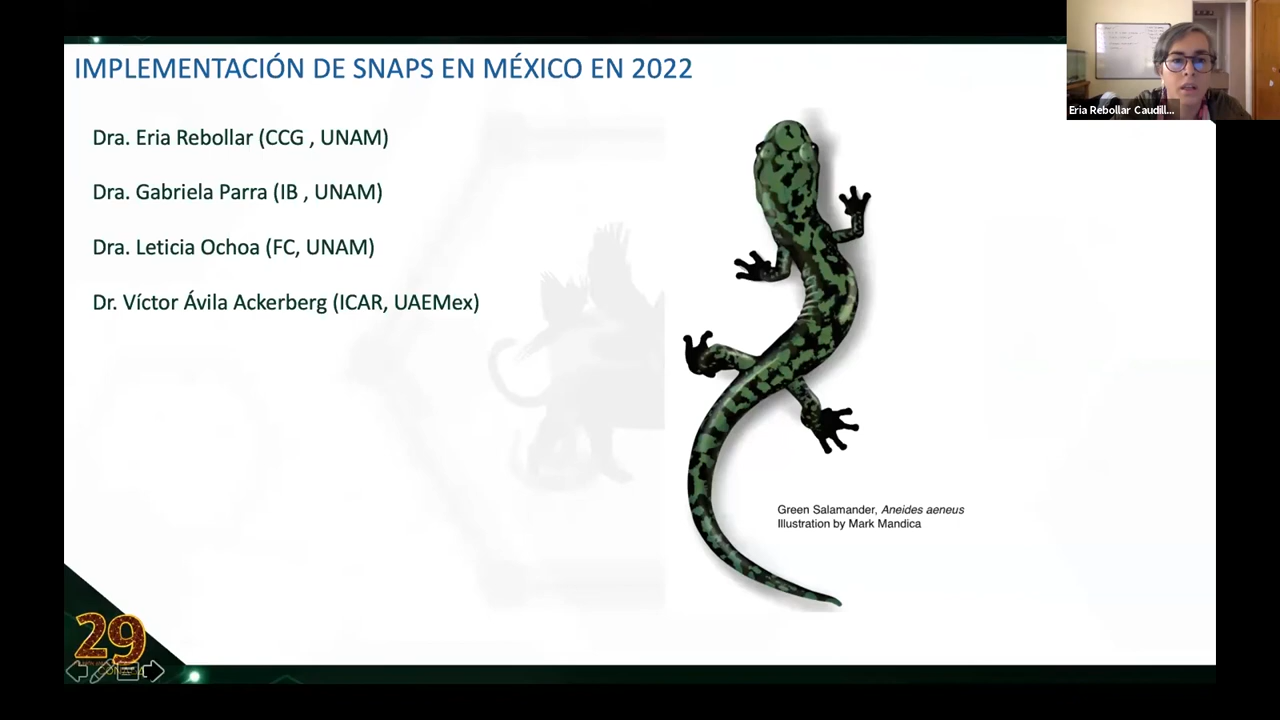 IMPLEMENTACIÓN DE SNAPS EN MÉXICO EN 2022
Eria Rebollar Caudill...
Dra. Eria Rebollar (CCG , UNAM)
Dra. Gabriela Parra (IB , UNAM)
Dra. Leticia Ochoa (FC, UNAM)
Dr. Víctor Ávila Ackerberg (ICAR, UAEMex)
Green Salamander, Aneides aeneus
Illustration by Mark Mandica
29